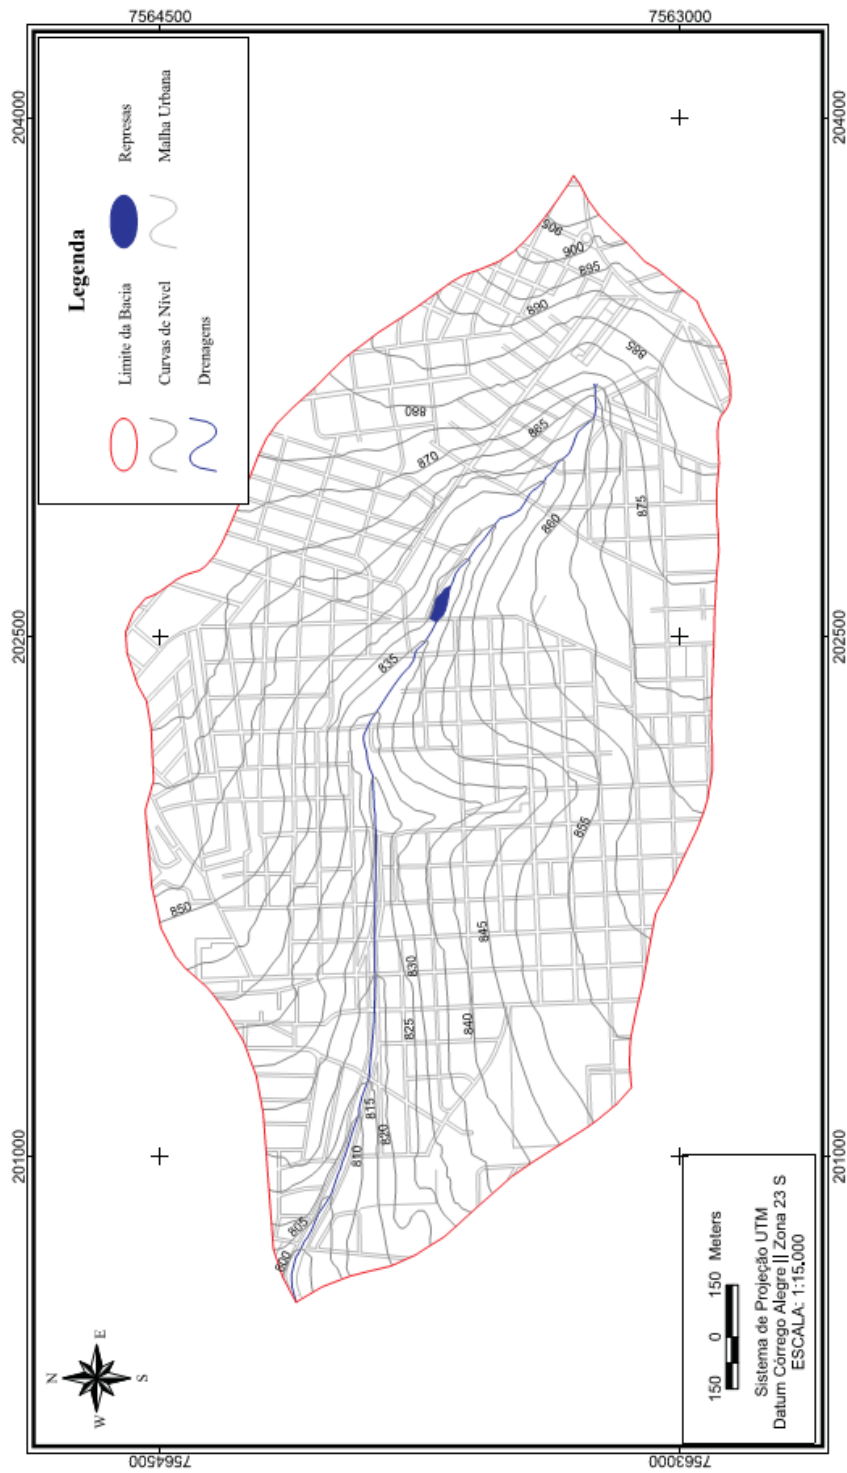 7564500
7563000
204000
204000
Legenda
Limite da Bacia
Represas
Curvas de Nível
Malha Urbana
Drenagens
905
900
895
890
885
880
865
870
860
875
202500
202500
835
855
850
845
830
825
840
815
820
810
805
800
201000
201000
N
W
E
S
150
0
150
Meters
Sistema de Projeção UTM
Datum Córrego Alegre || Zona 23 S
ESCALA: 1:15.000
7564500
7563000